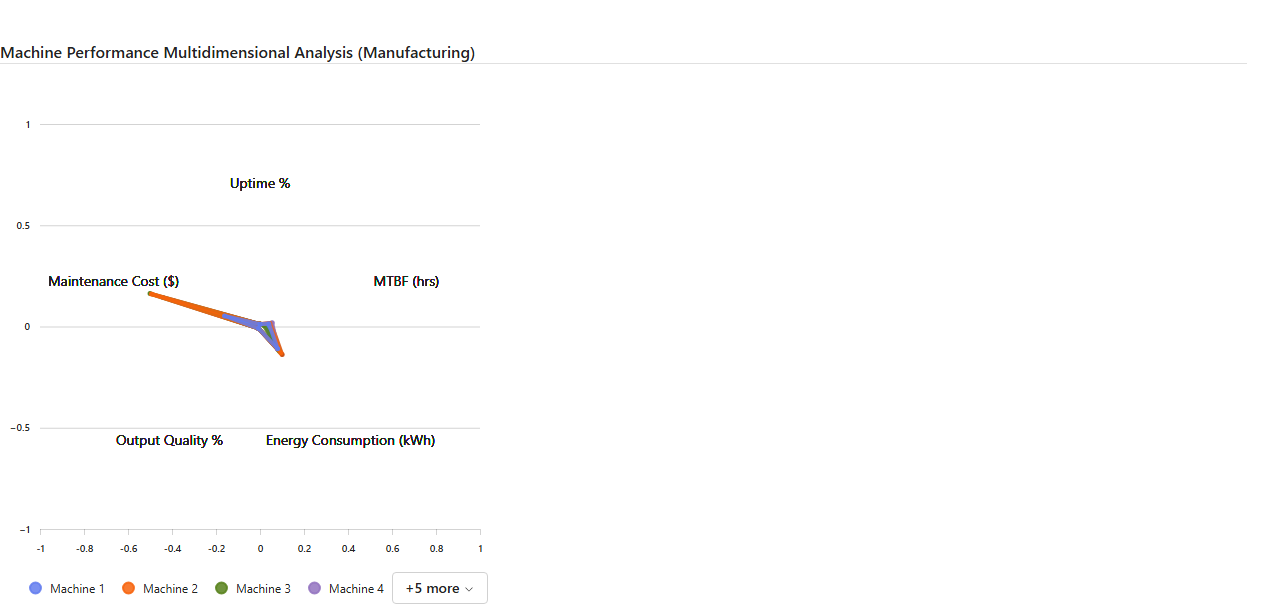 Machine Performance Multidimensional Analysis (Manufacturing)
1
Uptime %
0.5
Maintenance Cost ($)
MTBF (hrs)
0
−0.5
Output Quality %
Energy Consumption (kWh)
−1
-1 -0.8 -0.6 -0.4 -0.2 0 0.2 0.4 0.6 0.8 1
Machine 1 Machine 2 Machine 3 Machine 4 +5 more